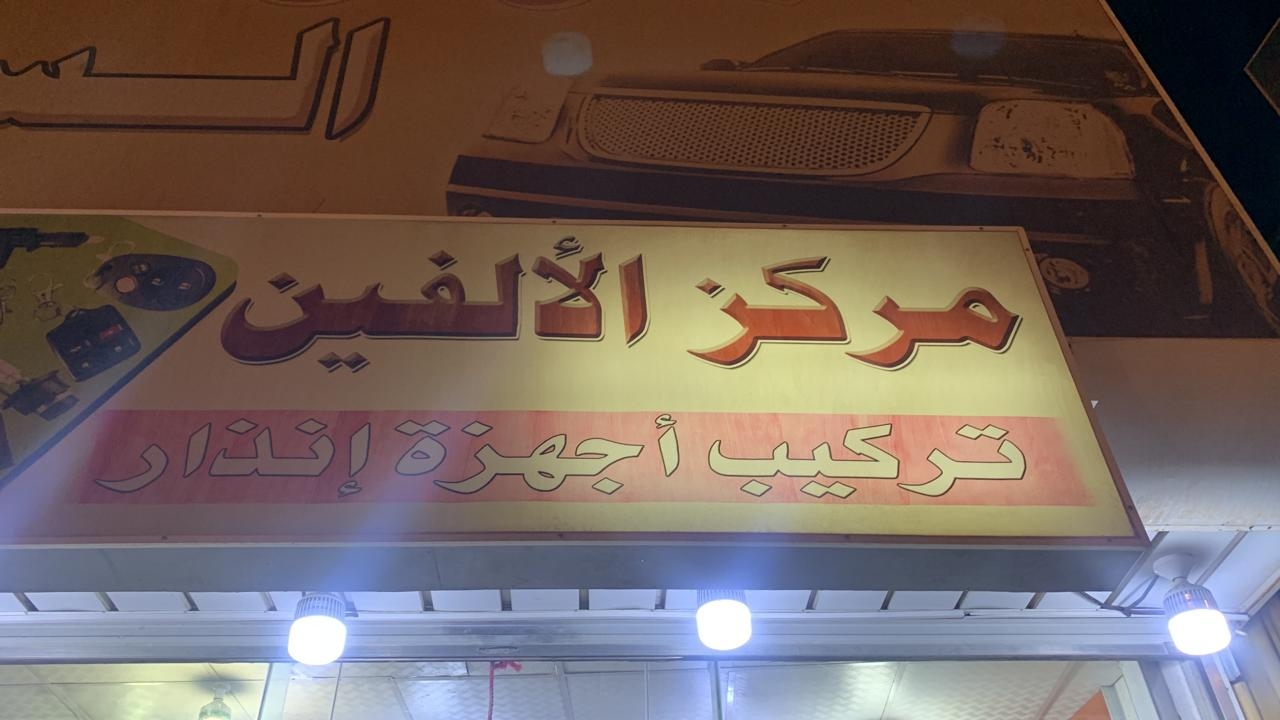 مركز الألفين
تركيب أجهزة إنذار